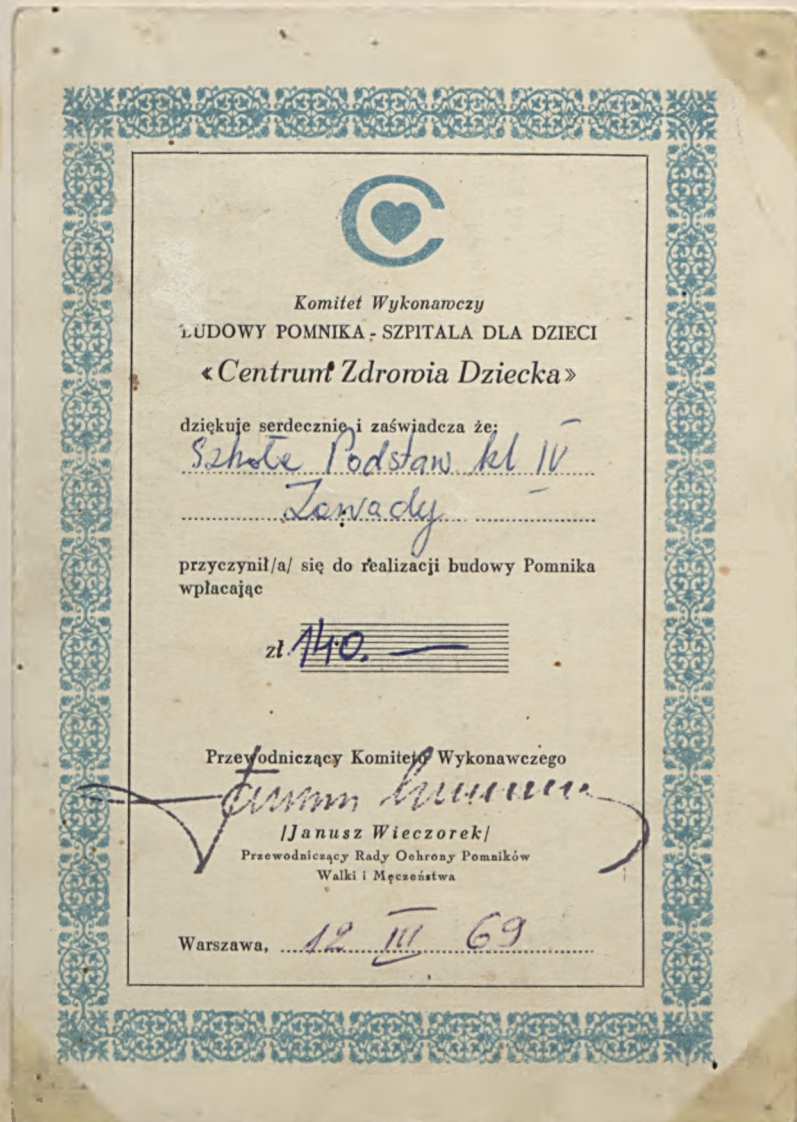 Komitet Wykonawczy
BUDOWY POMNIKA - SZPITALA DLA DZIECI
«Centrum Zdrowia Dziecka»
dziękuje serdecznie i zaświadcza że:
Szkoła Podstaw kl IV
Zawady
przyczynił/a/ się do realizacji budowy Pomnika
wpłacając
zł 140. —
Przewodniczący Komitetu Wykonawczego
/Janusz Wieczorek/
Przewodniczący Rady Ochrony Pomników
Walki i Męczeństwa
Warszawa, 12 III 69